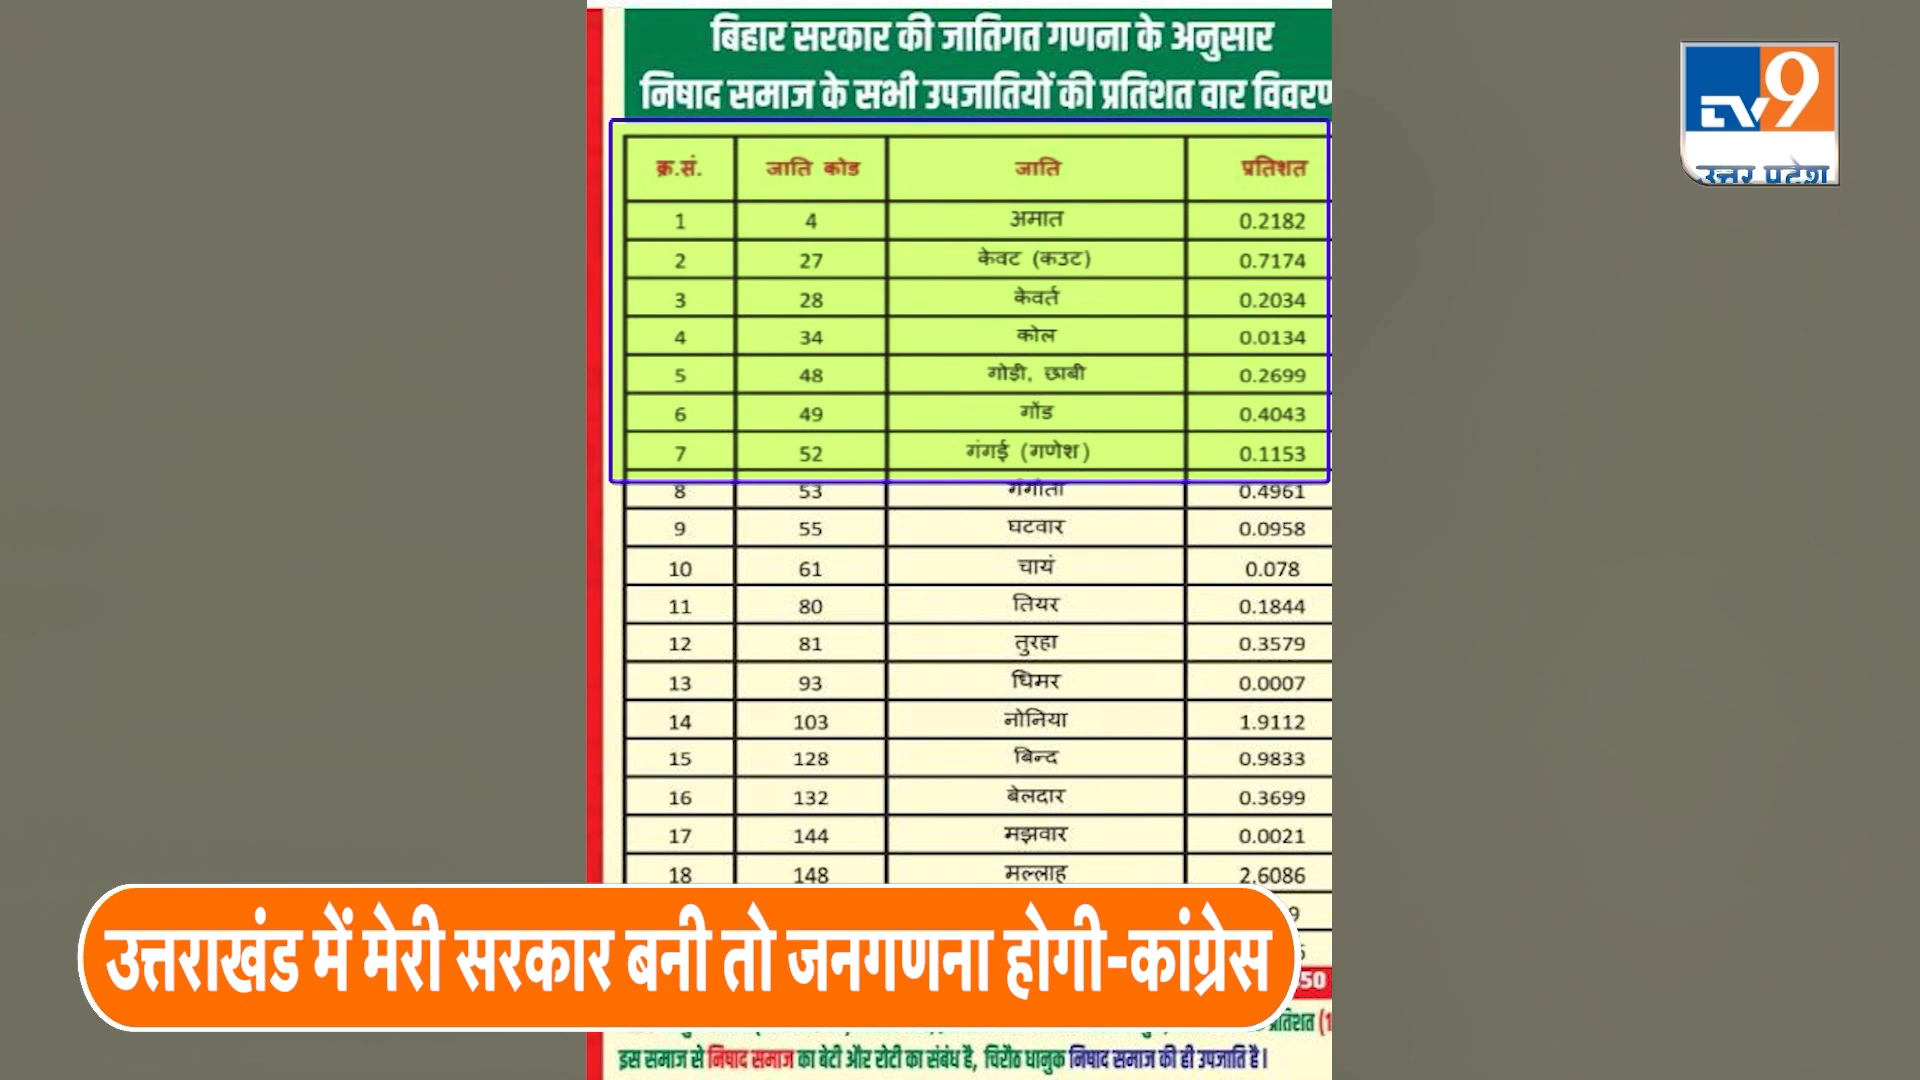 बिहार सरकार की जातिगत गणना के अनुसार
निषाद समाज के सभी उपजातियों की प्रतिशत वार विवरण
TV9
उत्तर प्रदेश
क्र.सं. जाति कोड जाति प्रतिशत
1 4 अमात 0.2182
2 27 केवट (कउट) 0.7174
3 28 केवर्त 0.2034
4 34 कोल 0.0134
5 48 गोड़ी, छाबी 0.2699
6 49 गोंड 0.4043
7 52 गंगई (गणेश) 0.1153
8 53 गंगोता 0.4961
9 55 घटवार 0.0958
10 61 चायं 0.078
11 80 तियर 0.1844
12 81 तुरहा 0.3579
13 93 धिमर 0.0007
14 103 नोनिया 1.9112
15 128 बिन्द 0.9833
16 132 बेलदार 0.3699
17 144 मझवार 0.0021
18 148 मल्लाह 2.6086
9
50
उत्तराखंड में मेरी सरकार बनी तो जनगणना होगी-कांग्रेस
इस समाज से निषाद समाज का बेटी और रोटी का संबंध है, चिरौठ धानुक निषाद समाज की ही उपजाति है।